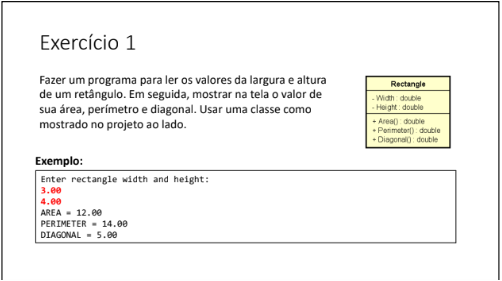 Exercício 1
Fazer um programa para ler os valores da largura e altura
de um retângulo. Em seguida, mostrar na tela o valor de
sua área, perímetro e diagonal. Usar uma classe como
mostrado no projeto ao lado.
Rectangle
- Width : double
- Height : double
+ Area() : double
+ Perimeter() : double
+ Diagonal() : double
Exemplo:
Enter rectangle width and height:
3.00
4.00
AREA = 12.00
PERIMETER = 14.00
DIAGONAL = 5.00